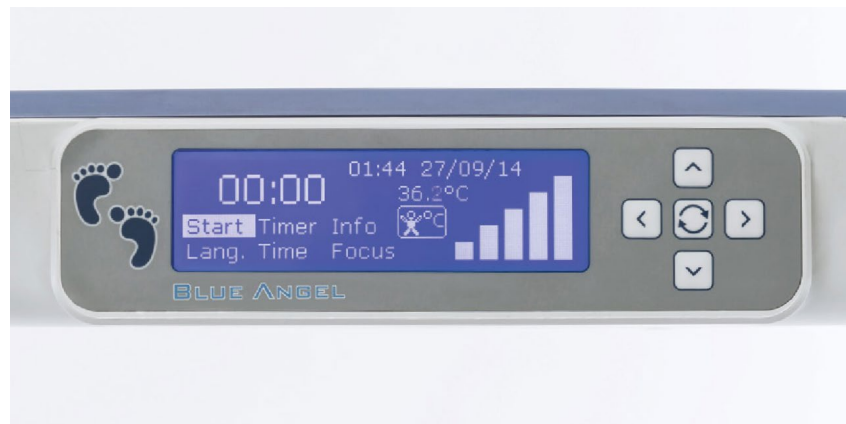 01:44 27/09/14
00:00
36.2°C
Start Timer Info
°C
Lang. Time Focus
BLUE ANGEL